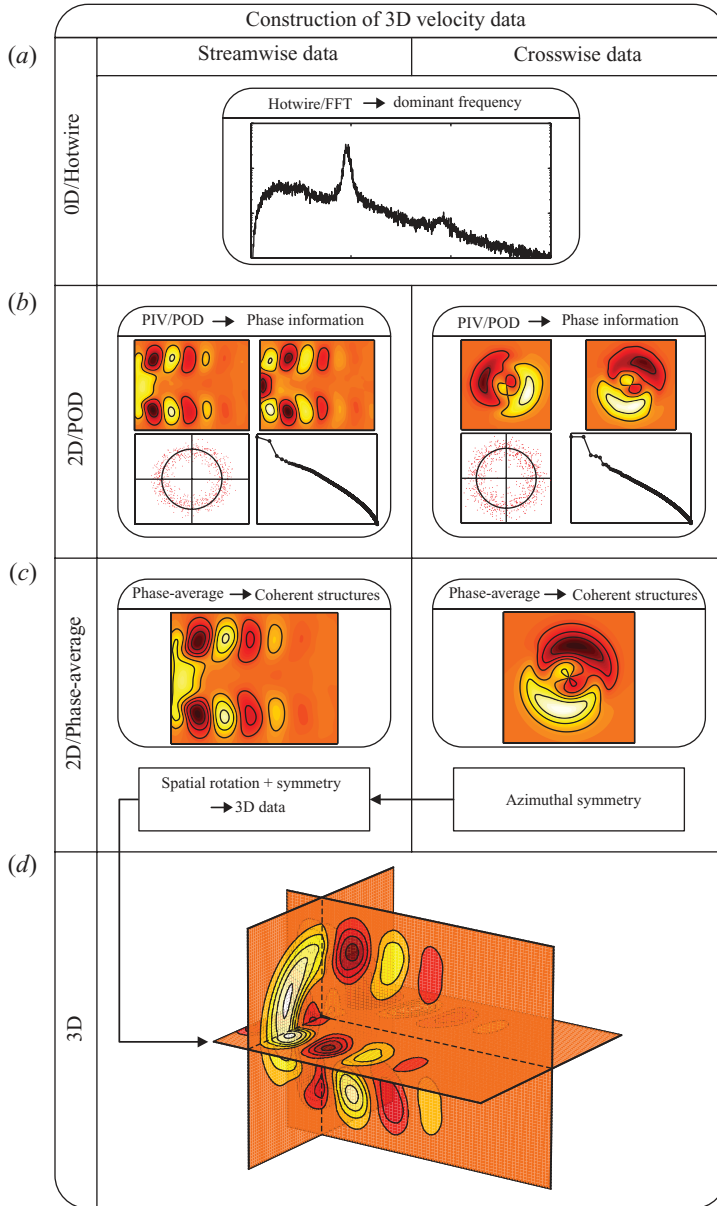 Construction of 3D velocity data
(a)
Streamwise data
Crosswise data
0D/Hotwire
Hotwire/FFT → dominant frequency
(b)
2D/POD
PIV/POD → Phase information
PIV/POD → Phase information
(c)
2D/Phase-average
Phase-average → Coherent structures
Phase-average → Coherent structures
Spatial rotation + symmetry
→ 3D data
Azimuthal symmetry
(d)
3D